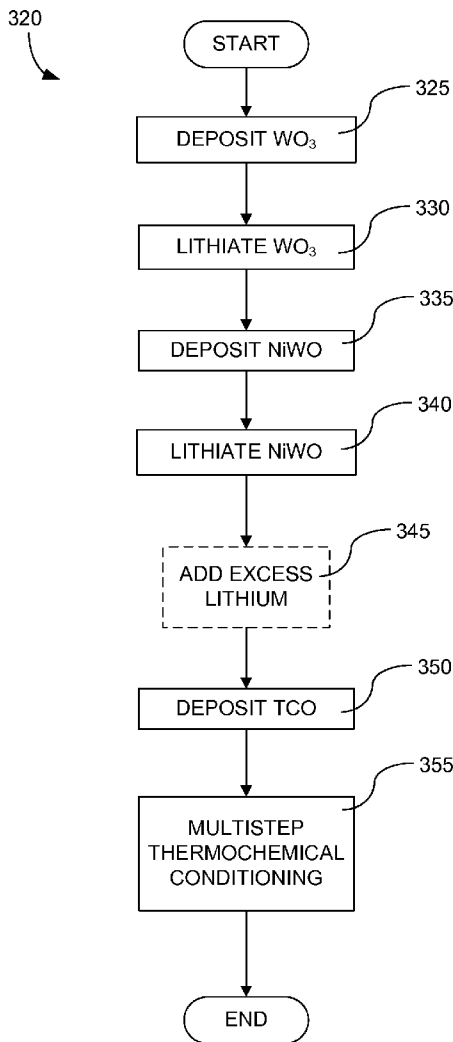 320
START
325
DEPOSIT WO₃
330
LITHIATE WO₃
335
DEPOSIT NiWO
340
LITHIATE NiWO
345
ADD EXCESS
LITHIUM
350
DEPOSIT TCO
355
MULTISTEP
THERMOCHEMICAL
CONDITIONING
END